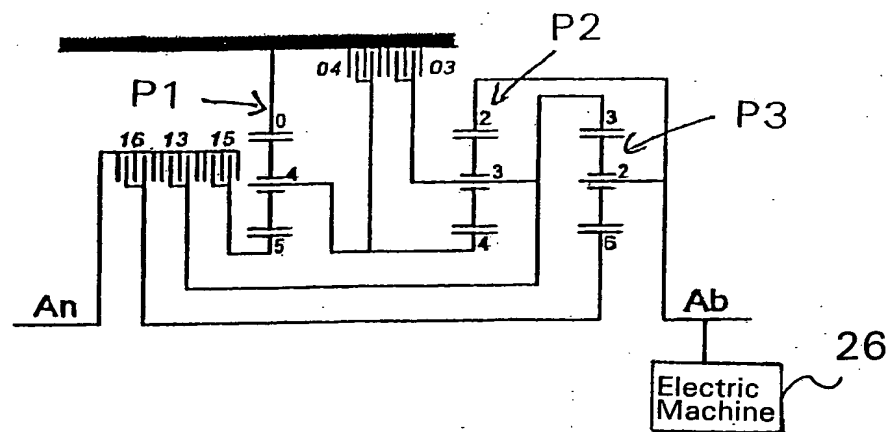 P2
04 03
P1
0 2 3
P3
16 13 15
4 3 2
5 4 6
An Ab
26
Electric
Machine